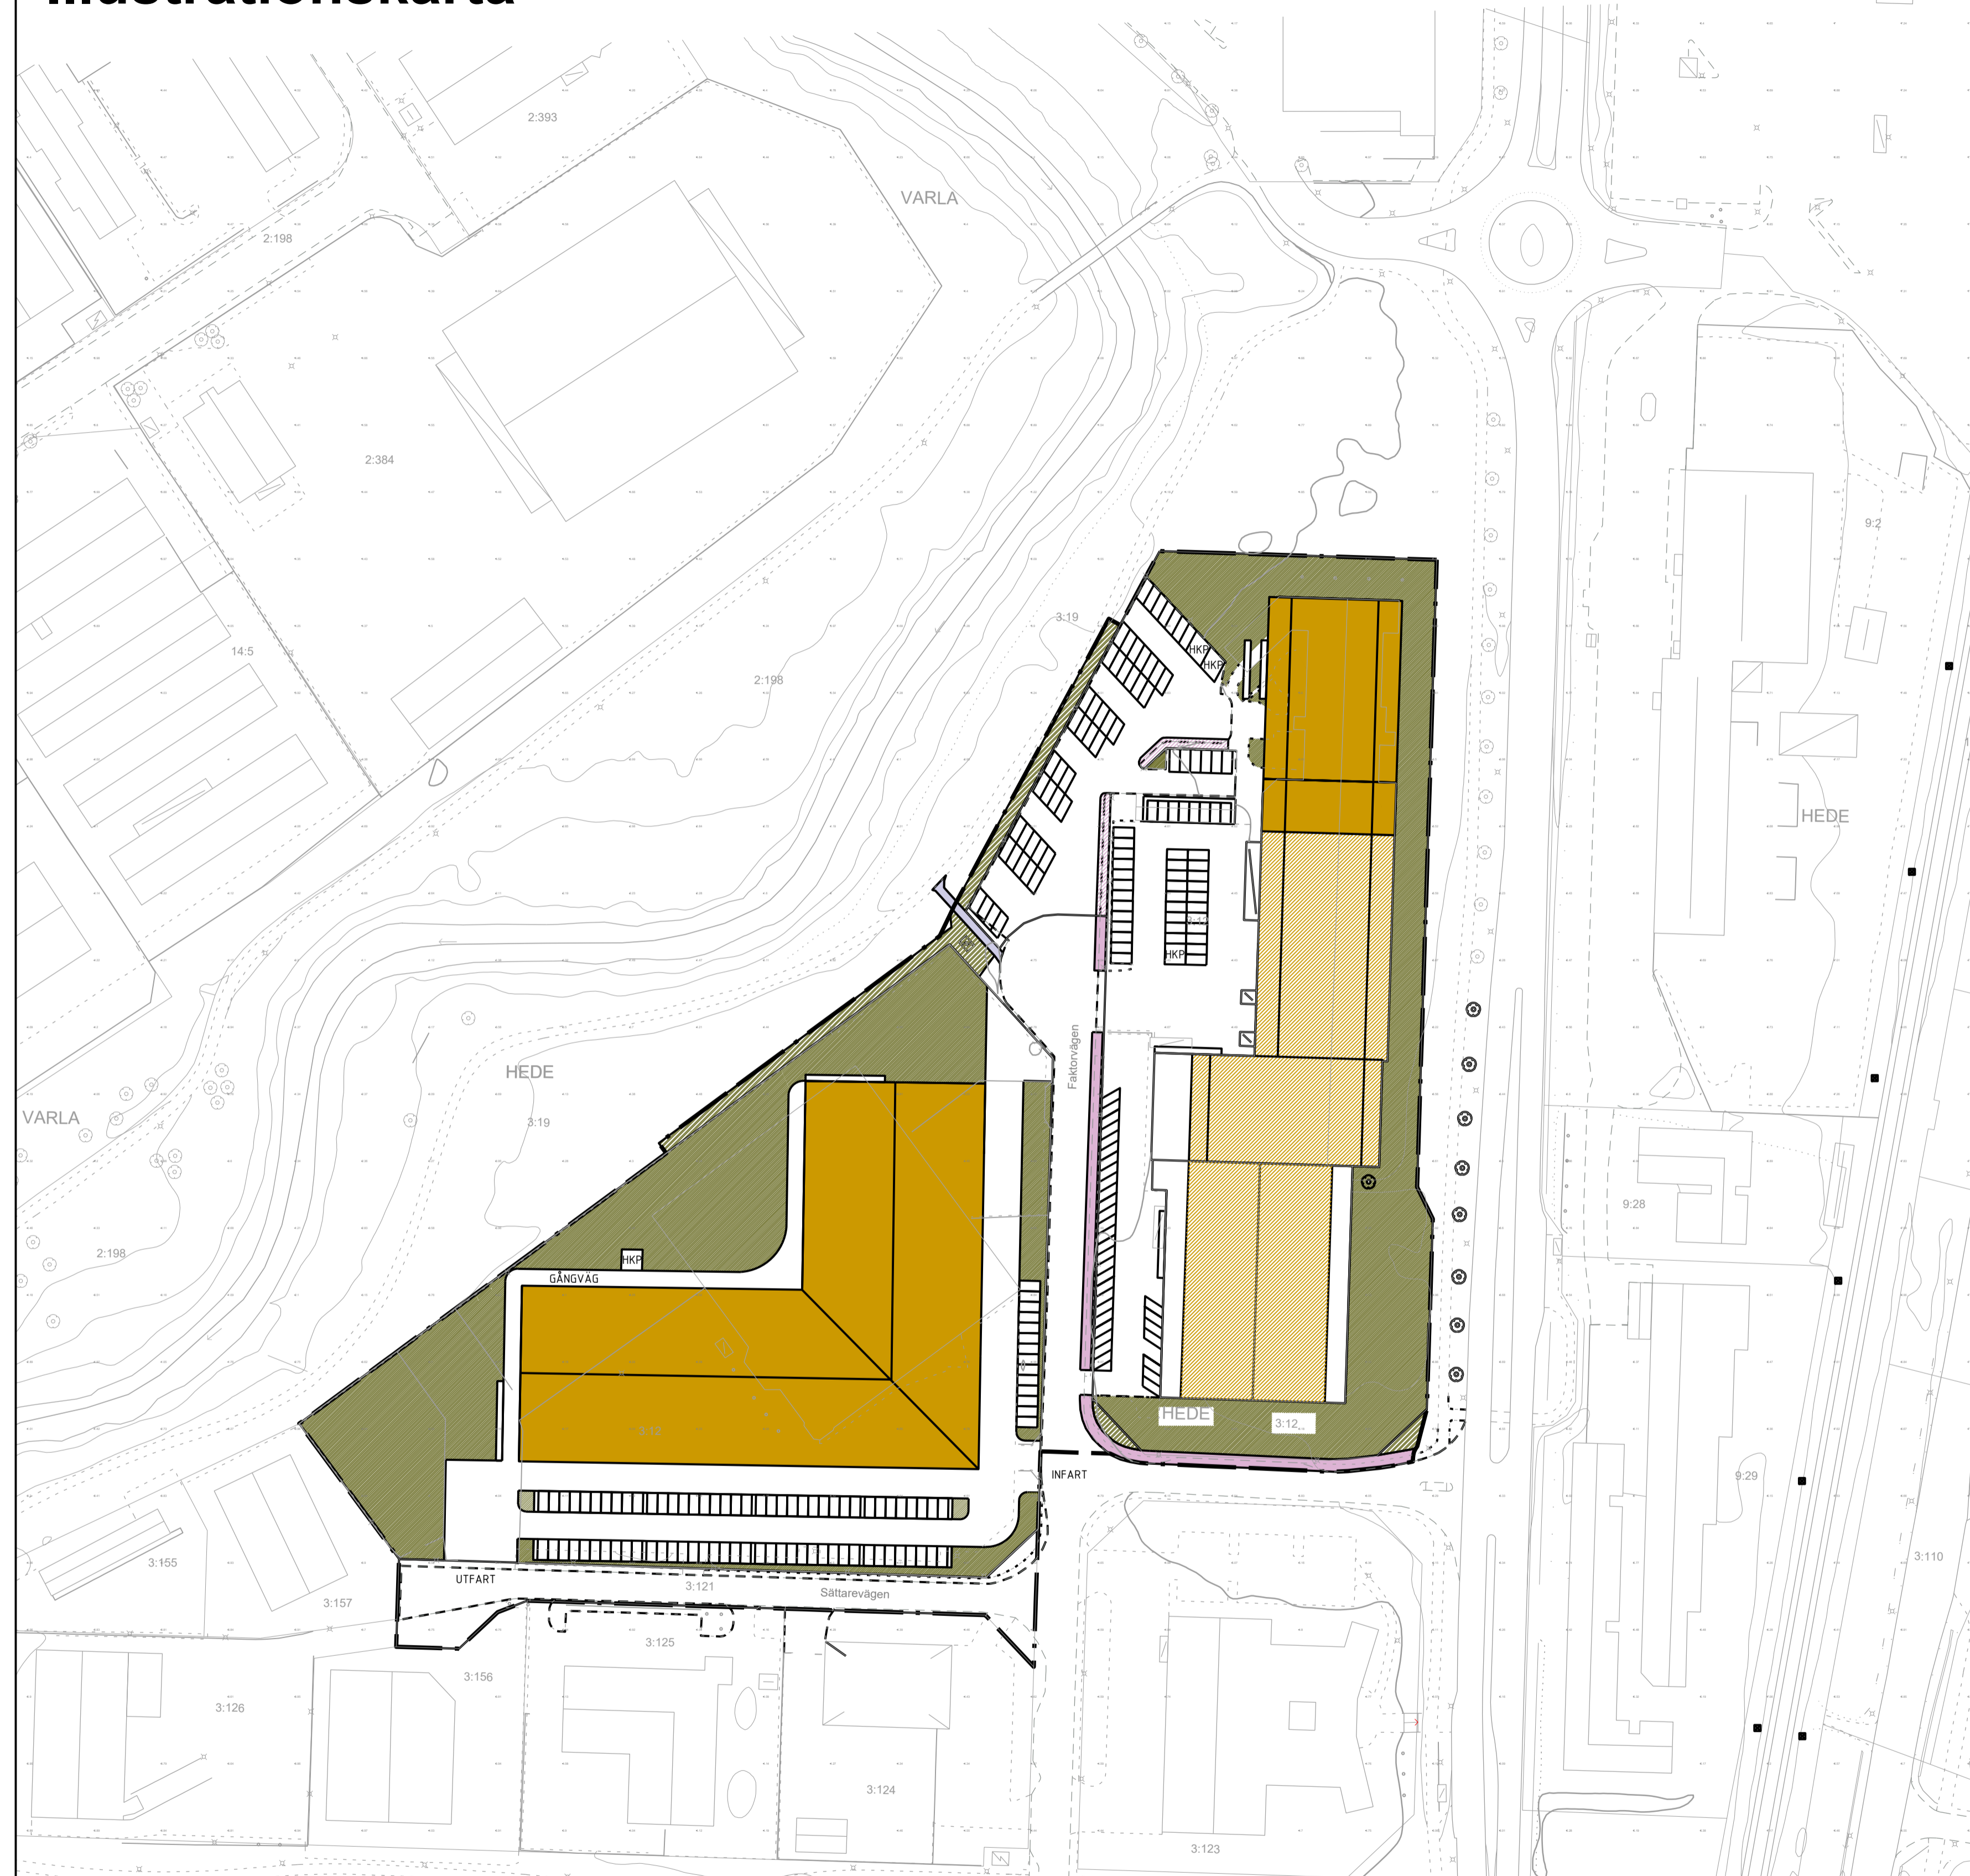 Illustrationskarta
2:393
VARLA
2:198
2:384
9:2
3:19
14:5
HKP
HKP
2:198
HEDE
HKP
Faktorvägen
HEDE
VARLA
3:19
9:28
2:198
HKP
GÅNGVÄG
HEDE
3:12
3:12
INFART
9:29
3:155
3:110
UTFART
3:121
Sättarevägen
3:157
3:125
3:156
3:126
3:124
3:123